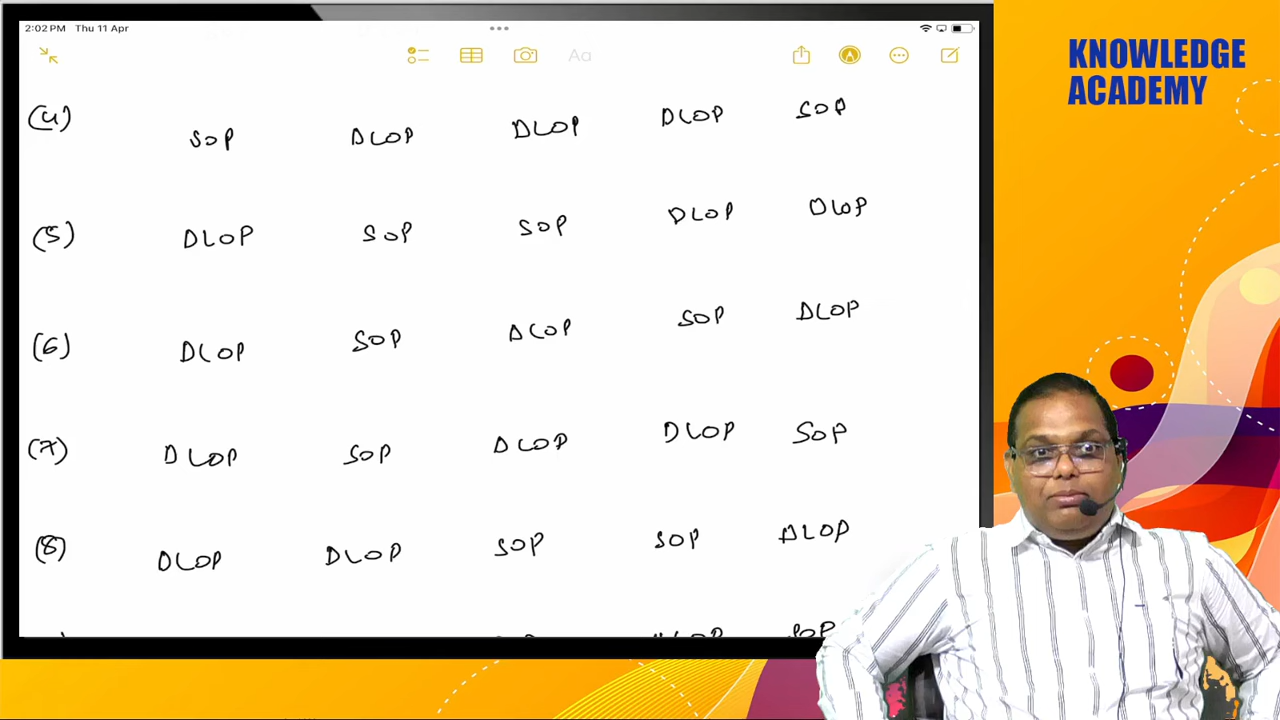 2:02 PM Thu 11 Apr
KNOWLEDGE
ACADEMY
Aa
(4) SOP DLOP DLOP DLOP SOP
(5) DLOP SOP SOP DLOP DLOP
(6) DLOP SOP DLOP SOP DLOP
(7) DLOP SOP DLOP DLOP SOP
(8) DLOP DLOP SOP SOP DLOP